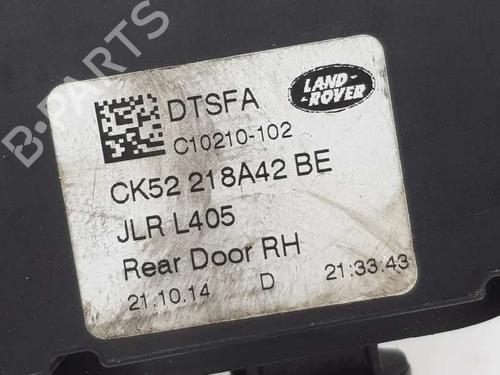 B-PARTS
DTSFA
LAND-
ROVER
C10210-102
CK52 218A42 BE
JLR L405
Rear Door RH
21.10.14 D 21:33:43